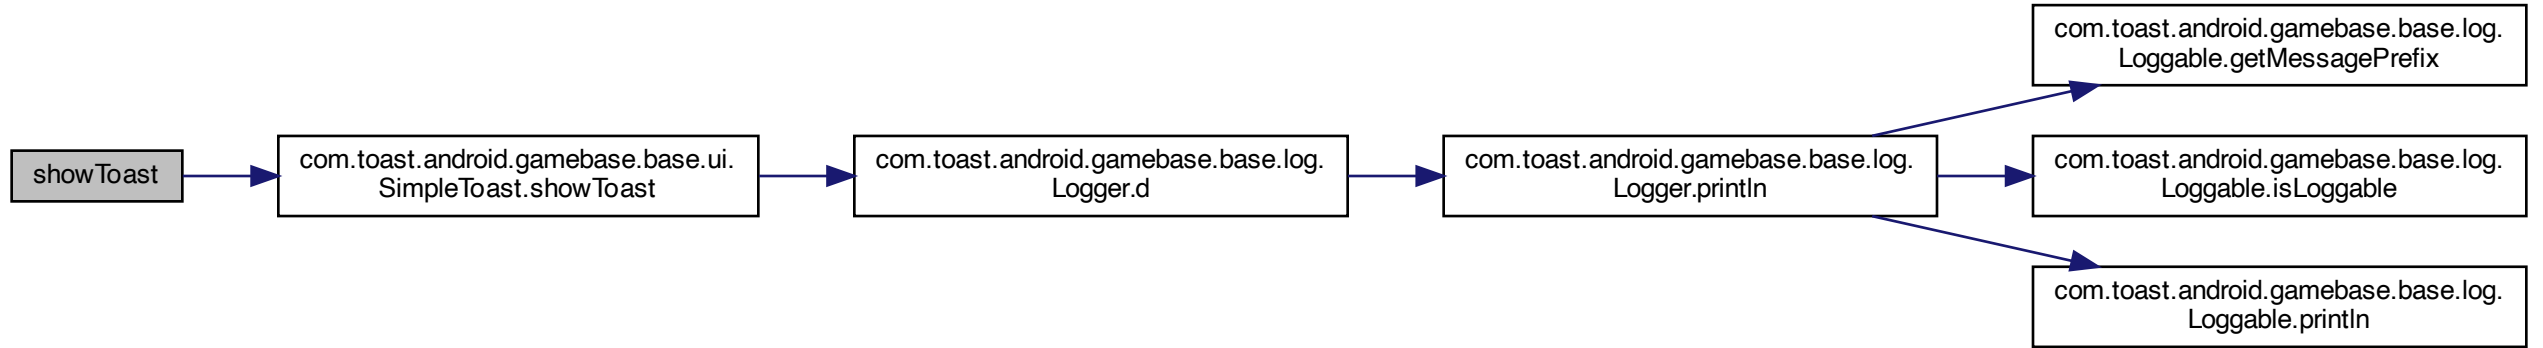 showToast
com.toast.android.gamebase.base.ui.
SimpleToast.showToast
com.toast.android.gamebase.base.log.
Logger.d
com.toast.android.gamebase.base.log.
Logger.println
com.toast.android.gamebase.base.log.
Loggable.getMessagePrefix
com.toast.android.gamebase.base.log.
Loggable.isLoggable
com.toast.android.gamebase.base.log.
Loggable.println